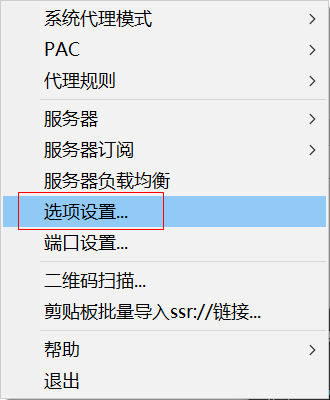 系统代理模式
PAC
代理规则
服务器
服务器订阅
服务器负载均衡
选项设置...
端口设置...
二维码扫描...
剪贴板批量导入ssr://链接...
帮助
退出